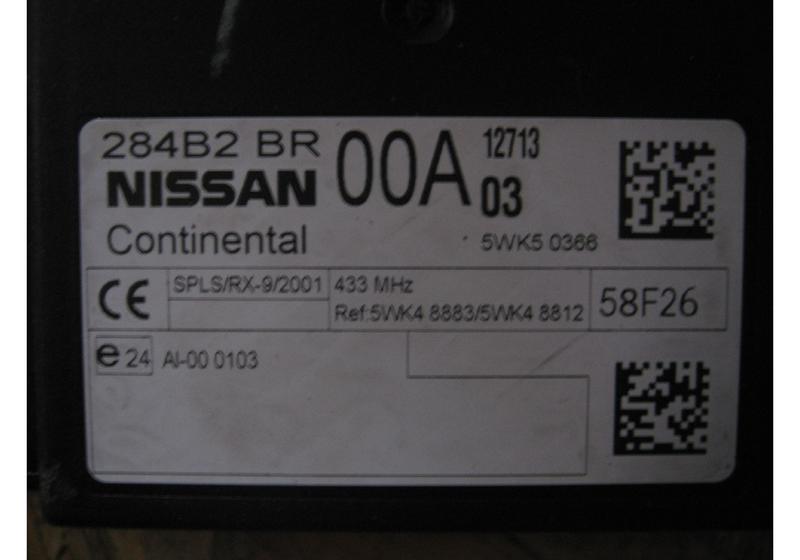 284B2 BR 00A 12713
NISSAN 03
Continental 5WK5 0366
CE SPLS/RX-9/2001 433 MHz
Ref:5WK4 8883/5WK4 8812 58F26
e 24 AI-00 0103